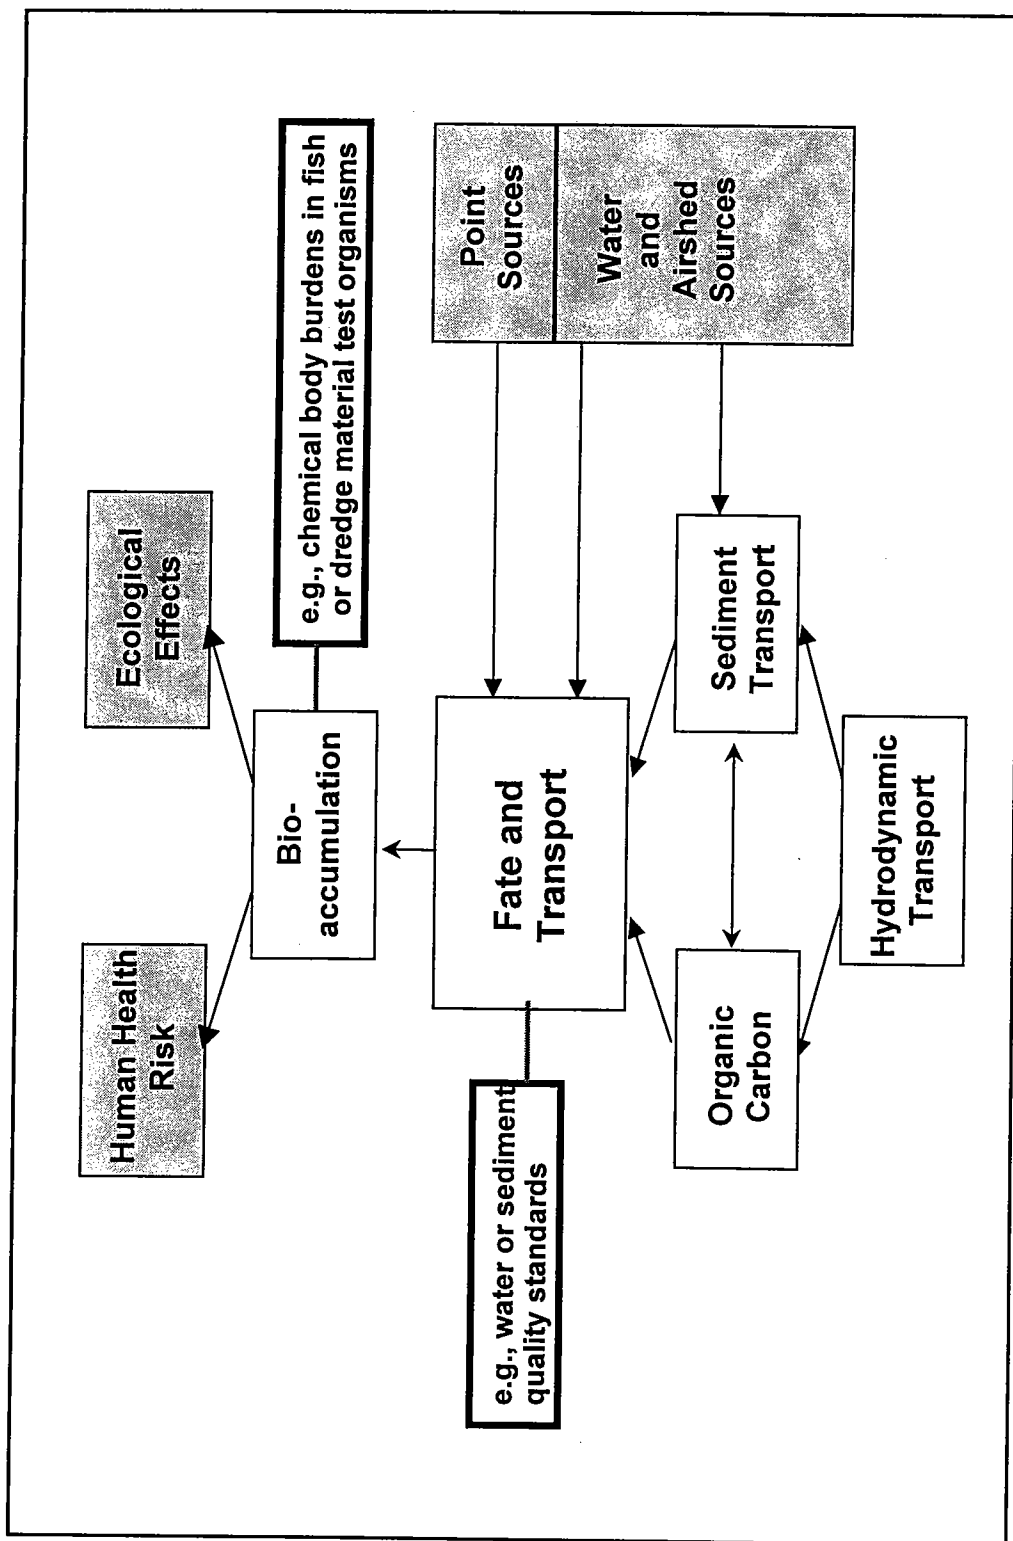 Human Health
Risk
Ecological
Effects
Bio-
accumulation
e.g., chemical body burdens in fish
or dredge material test organisms
e.g., water or sediment
quality standards
Fate and
Transport
Point
Sources
Water
and
Airshed
Sources
Organic
Carbon
Sediment
Transport
Hydrodynamic
Transport